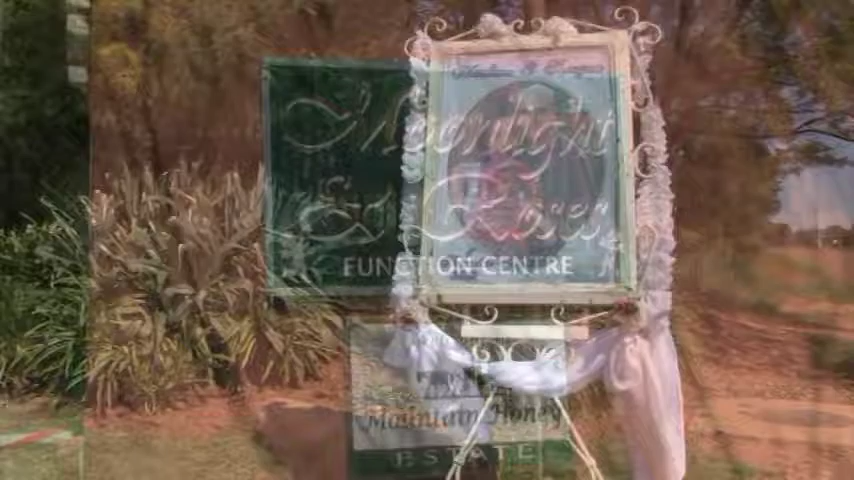 Moonlight
& Roses
FUNCTION CENTRE
Mountain Honey
ESTATE